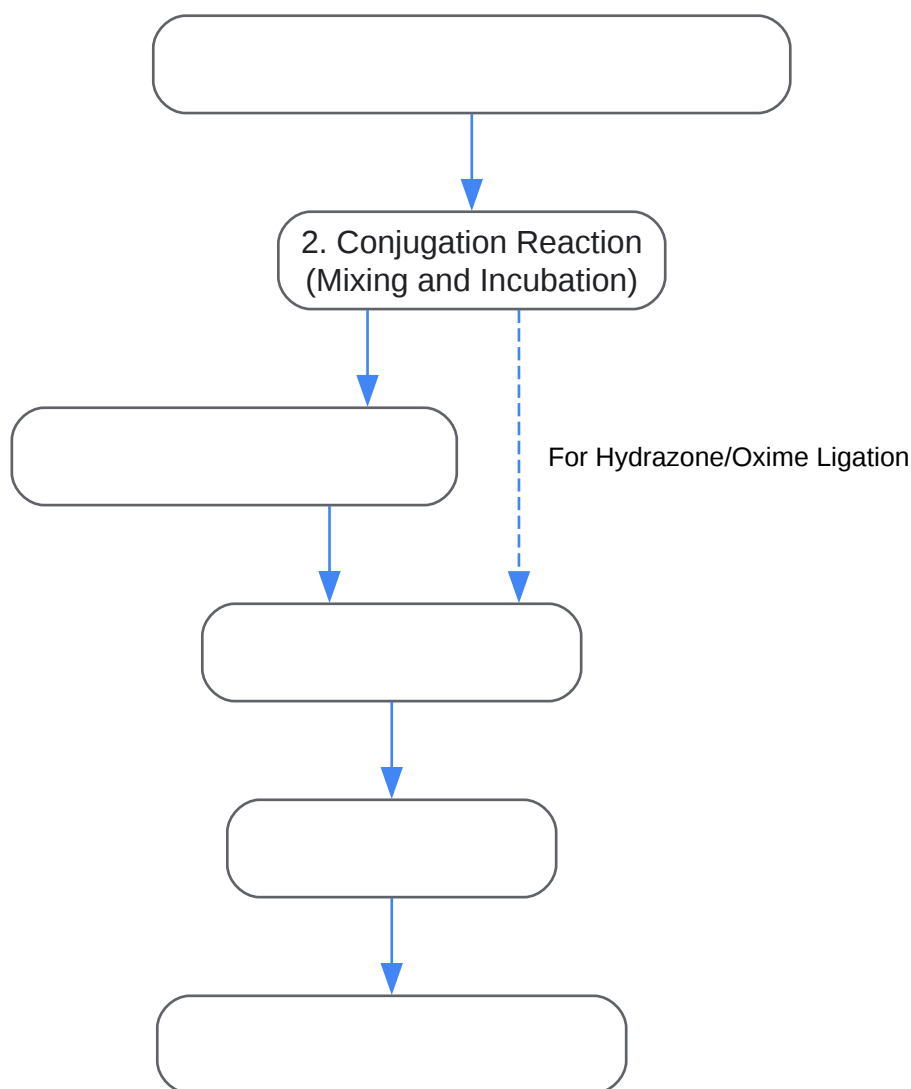 2. Conjugation Reaction
(Mixing and Incubation)
For Hydrazone/Oxime Ligation